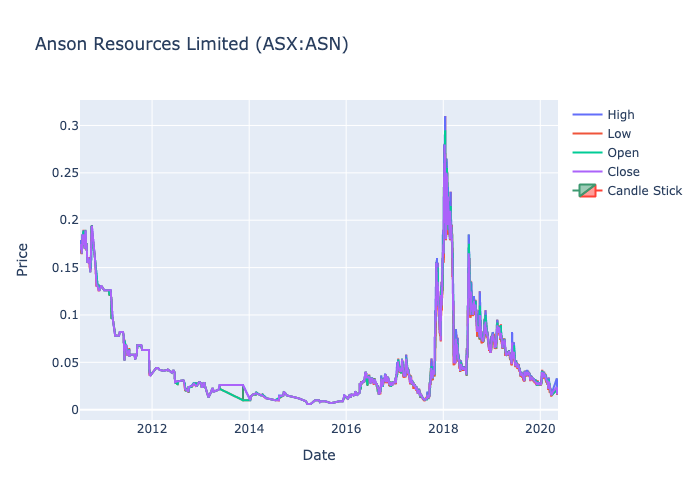 Anson Resources Limited (ASX:ASN)
0.3
0.25
0.2
0.15
0.1
0.05
0
Price
2012
2014
2016
2018
2020
Date
High
Low
Open
Close
Candle Stick